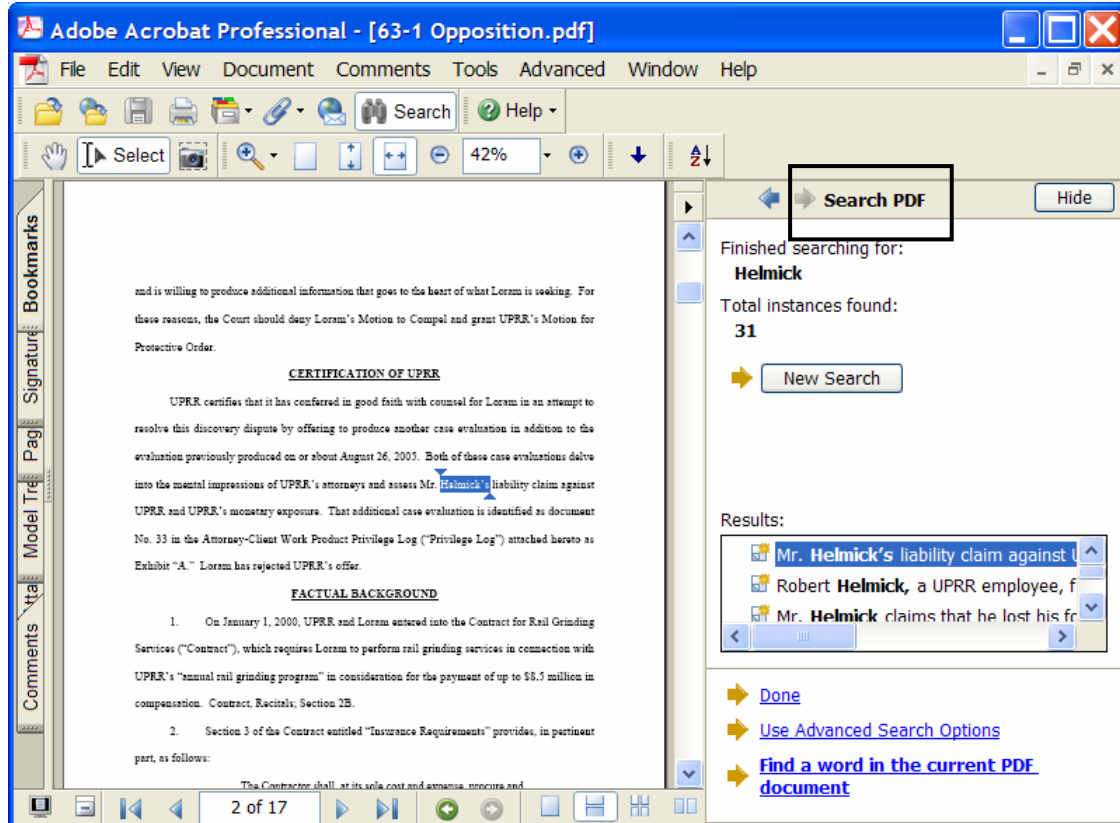 Adobe Acrobat Professional - [63-1 Opposition.pdf]
File Edit View Document Comments Tools Advanced Window Help
Search Help
Select 42%
Search PDF Hide
Finished searching for:
Helmick
Total instances found:
31
New Search
Results:
Mr. Helmick's liability claim against
Robert Helmick, a UPRR employee, f
Mr. Helmick claims that he lost his fo
Done
Use Advanced Search Options
Find a word in the current PDF
document
Bookmarks
Signature
Pag
Model Tre
tta
Comments
and is willing to produce additional information that goes to the heart of what Loram is seeking. For
these reasons, the Court should deny Loram's Motion to Compel and grant UPRR's Motion for
Protective Order.
CERTIFICATION OF UPRR
UPRR certifies that it has conferred in good faith with counsel for Loram in an attempt to
resolve this discovery dispute by offering to produce another case evaluation in addition to the
evaluation previously produced on or about August 26, 2005. Both of these case evaluations delve
into the mental impressions of UPRR's attorneys and assess Mr. Helmick's liability claim against
UPRR and UPRR's monetary exposure. That additional case evaluation is identified as document
No. 33 in the Attorney-Client Work Product Privilege Log ("Privilege Log") attached hereto as
Exhibit "A." Loram has rejected UPRR's offer.
FACTUAL BACKGROUND
1. On January 1, 2000, UPRR and Loram entered into the Contract for Rail Grinding
Services ("Contract"), which requires Loram to perform rail grinding services in connection with
UPRR's "annual rail grinding program" in consideration for the payment of up to $8.5 million in
compensation. Contract, Recitals; Section 2B.
2. Section 3 of the Contract entitled "Insurance Requirements" provides, in pertinent
part, as follows:
The Contractor shall, at its sole cost and expense, procure and
2 of 17